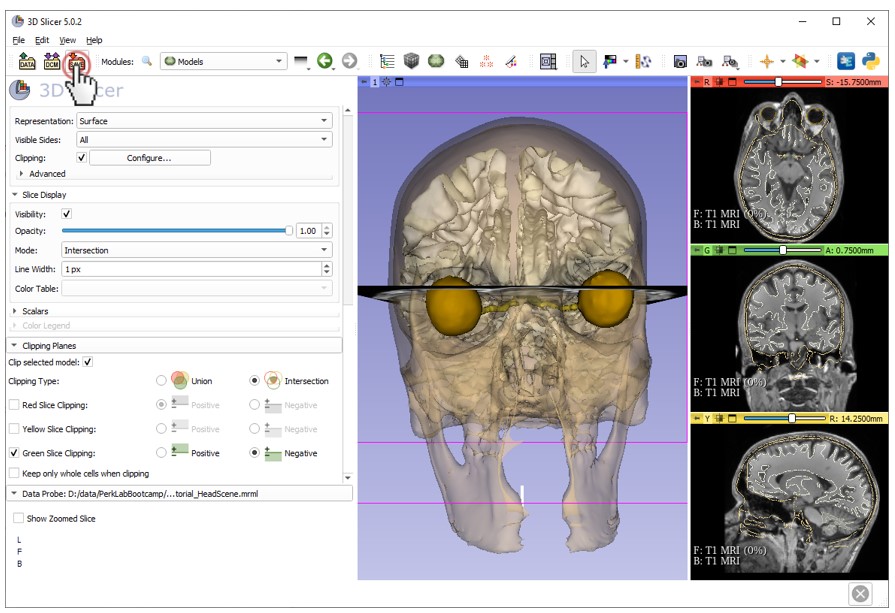 3D Slicer 5.0.2
File Edit View Help
DATA DCM SAVE Modules: Models
3D Slicer
Representation: Surface
Visible Sides: All
Clipping: Configure...
Advanced
Slice Display
Visibility:
Opacity: 1.00
Mode: Intersection
Line Width: 1 px
Color Table:
Scalars
Color Legend
Clipping Planes
Clip selected model:
Clipping Type: Union Intersection
Red Slice Clipping: Positive Negative
Yellow Slice Clipping: Positive Negative
Green Slice Clipping: Positive Negative
Keep only whole cells when clipping
Data Probe: D:/data/PerkLabBootcamp/...torial_HeadScene.mrml
Show Zoomed Slice
L
F
B
1
R S: -15.7500mm
F: T1 MRI (0%)
B: T1 MRI
G A: 0.7500mm
F: T1 MRI (0%)
B: T1 MRI
Y R: 14.2500mm
F: T1 MRI (0%)
B: T1 MRI